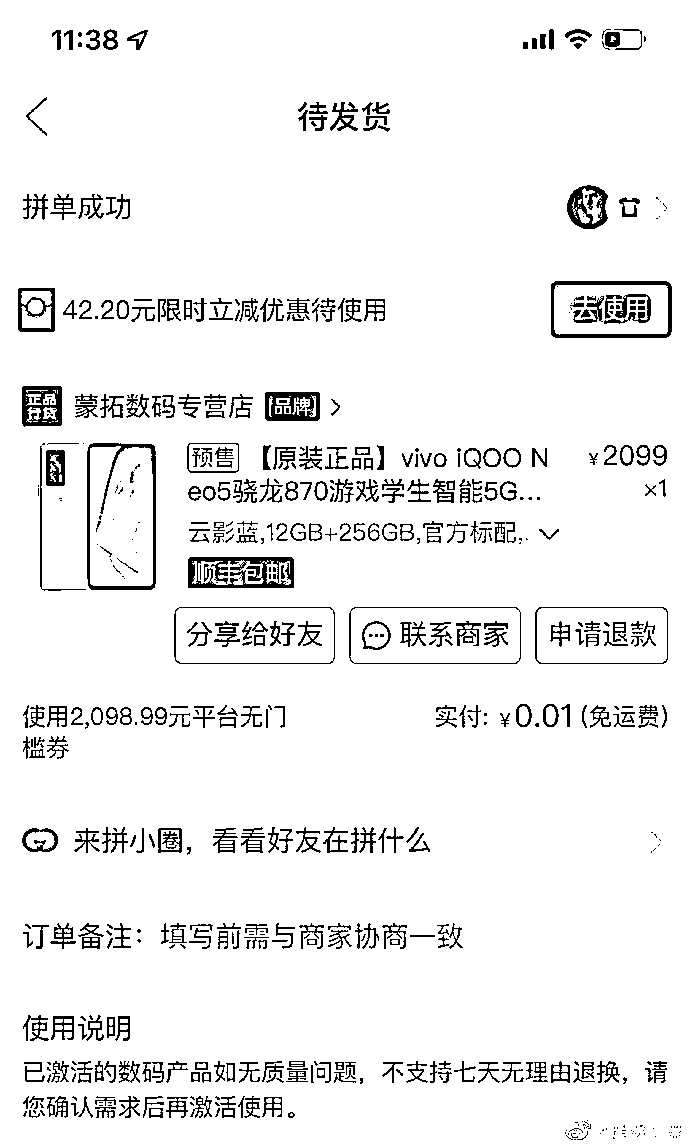 11:38
待发货
拼单成功
42.20元限时立减优惠待使用
去使用
正品行货 蒙拓数码专营店 品牌
预售 【原装正品】vivo iQOO N ¥2099
eo5骁龙870游戏学生智能5G... ×1
云影蓝,12GB+256GB,官方标配,.
顺丰包邮
分享给好友 联系商家 申请退款
使用2,098.99元平台无门 实付: ¥0.01(免运费)
槛券
来拼小圈，看看好友在拼什么
订单备注：填写前需与商家协商一致
使用说明
已激活的数码产品如无质量问题，不支持七天无理由退换，请
您确认需求后再激活使用。